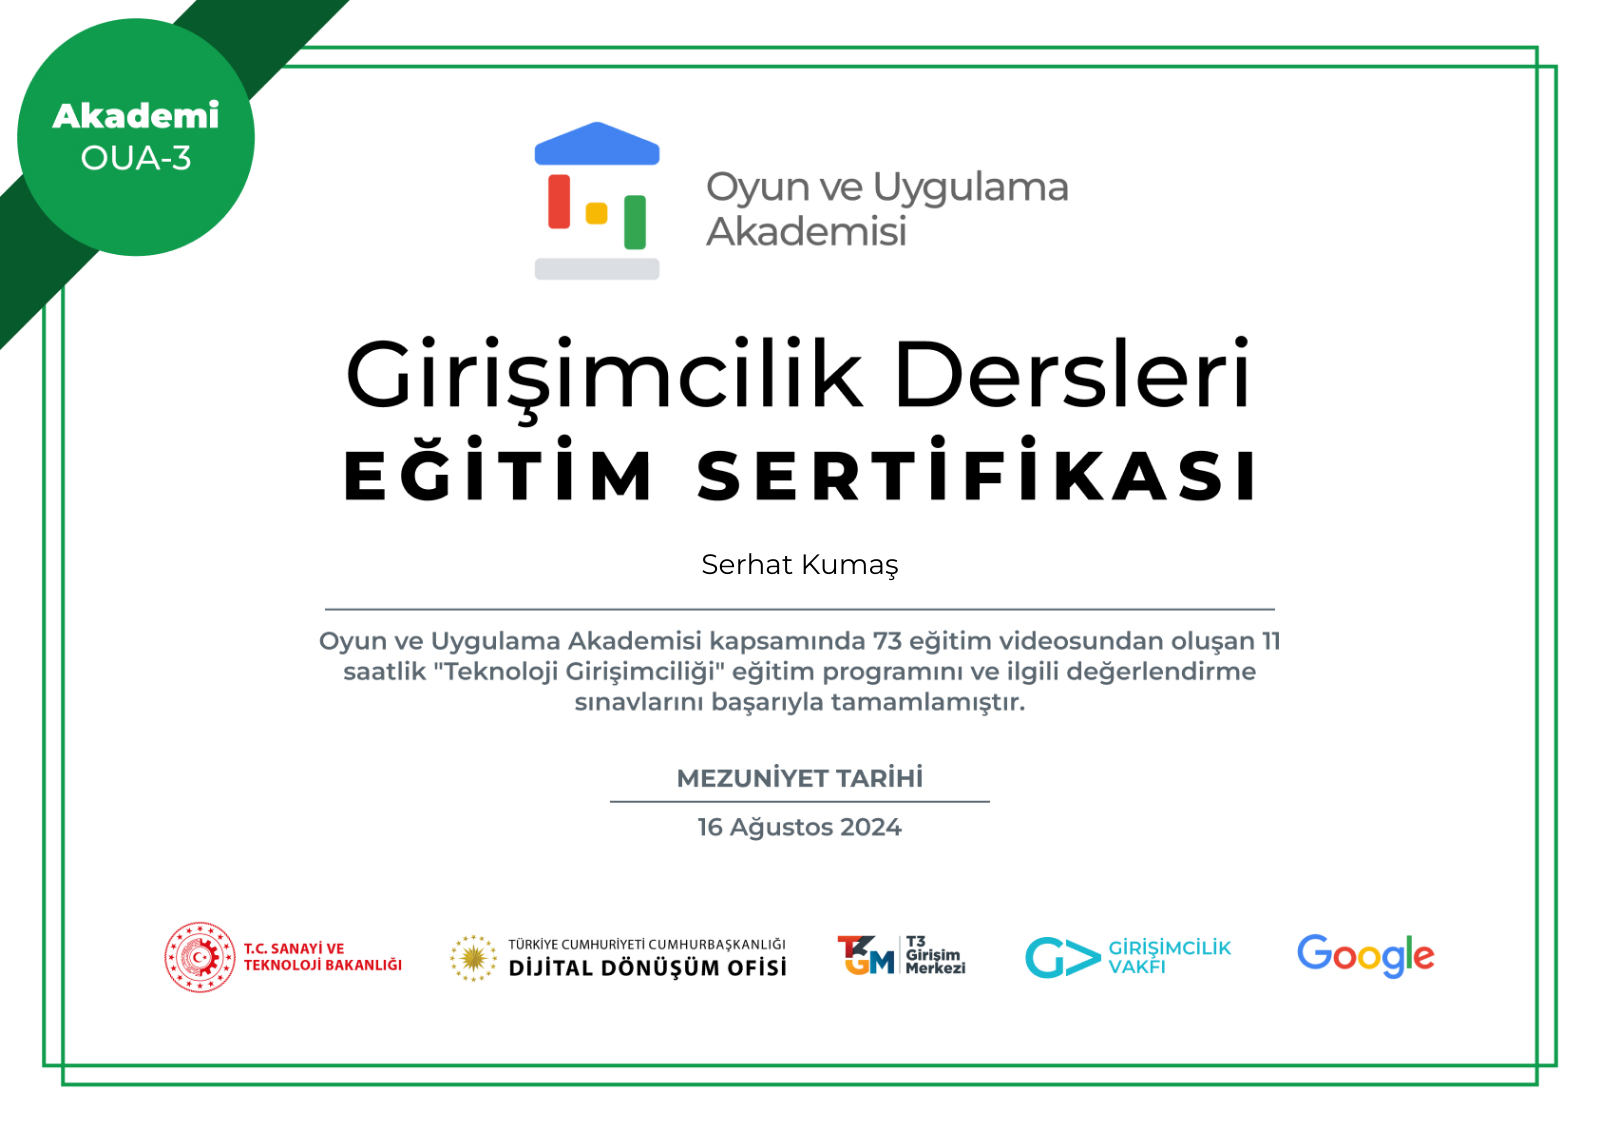 Akademi
OUA-3
Oyun ve Uygulama
Akademisi
Girişimcilik Dersleri
EĞİTİM SERTİFİKASI
Serhat Kumaş
Oyun ve Uygulama Akademisi kapsamında 73 eğitim videosundan oluşan 11
saatlik "Teknoloji Girişimciliği" eğitim programını ve ilgili değerlendirme
sınavlarını başarıyla tamamlamıştır.
MEZUNİYET TARİHİ
16 Ağustos 2024
T.C. SANAYİ VE
TEKNOLOJİ BAKANLIĞI
TÜRKİYE CUMHURİYETİ CUMHURBAŞKANLIĞI
DİJİTAL DÖNÜŞÜM OFİSİ
T3GM
T3
Girişim
Merkezi
G
GİRİŞİMCİLİK
VAKFI
Google